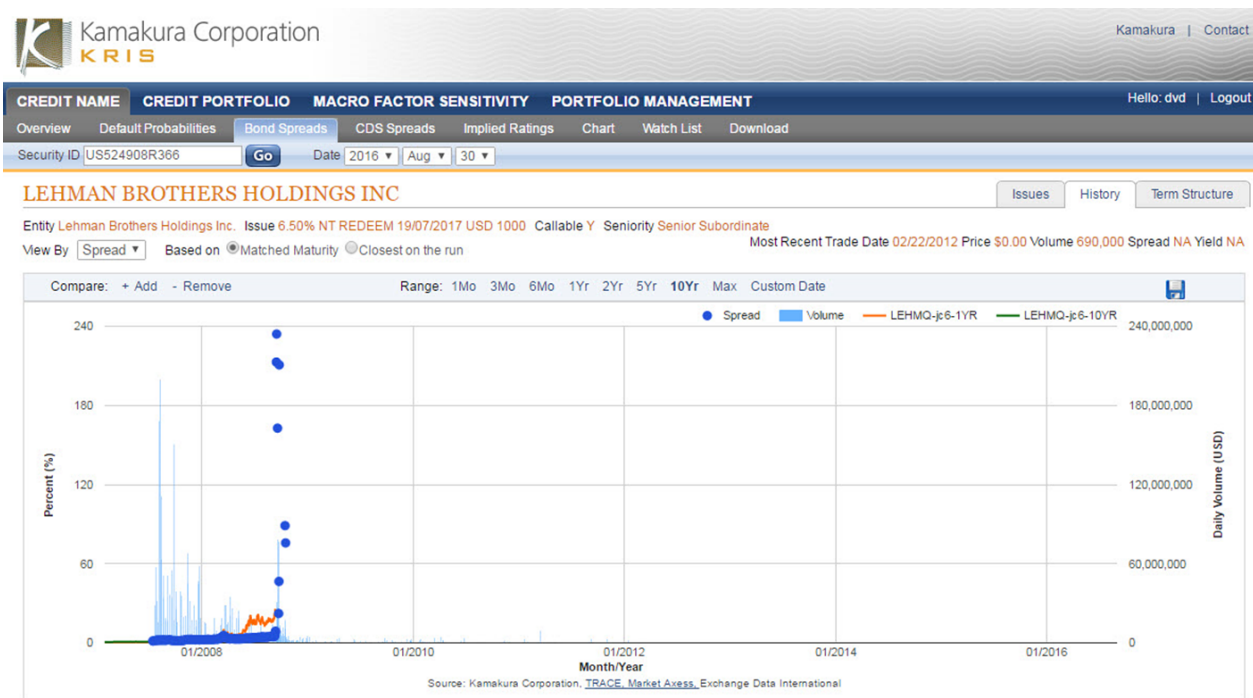 Kamakura Corporation
KRIS
Kamakura | Contact
CREDIT NAME CREDIT PORTFOLIO MACRO FACTOR SENSITIVITY PORTFOLIO MANAGEMENT Hello: dvd | Logout
Overview Default Probabilities Bond Spreads CDS Spreads Implied Ratings Chart Watch List Download
Security ID US524908R366 Go Date 2016 Aug 30
LEHMAN BROTHERS HOLDINGS INC Issues History Term Structure
Entity Lehman Brothers Holdings Inc. Issue 6.50% NT REDEEM 19/07/2017 USD 1000 Callable Y Seniority Senior Subordinate
Most Recent Trade Date 02/22/2012 Price $0.00 Volume 690,000 Spread NA Yield NA
View By Spread Based on Matched Maturity Closest on the run
Compare: + Add - Remove Range: 1Mo 3Mo 6Mo 1Yr 2Yr 5Yr 10Yr Max Custom Date
Spread Volume LEHMQ-jc6-1YR LEHMQ-jc6-10YR
240 240,000,000
180 180,000,000
120 120,000,000
60 60,000,000
0 0
Percent (%)
Daily Volume (USD)
01/2008 01/2010 01/2012 01/2014 01/2016
Month/Year
Source: Kamakura Corporation, TRACE, Market Axess, Exchange Data International